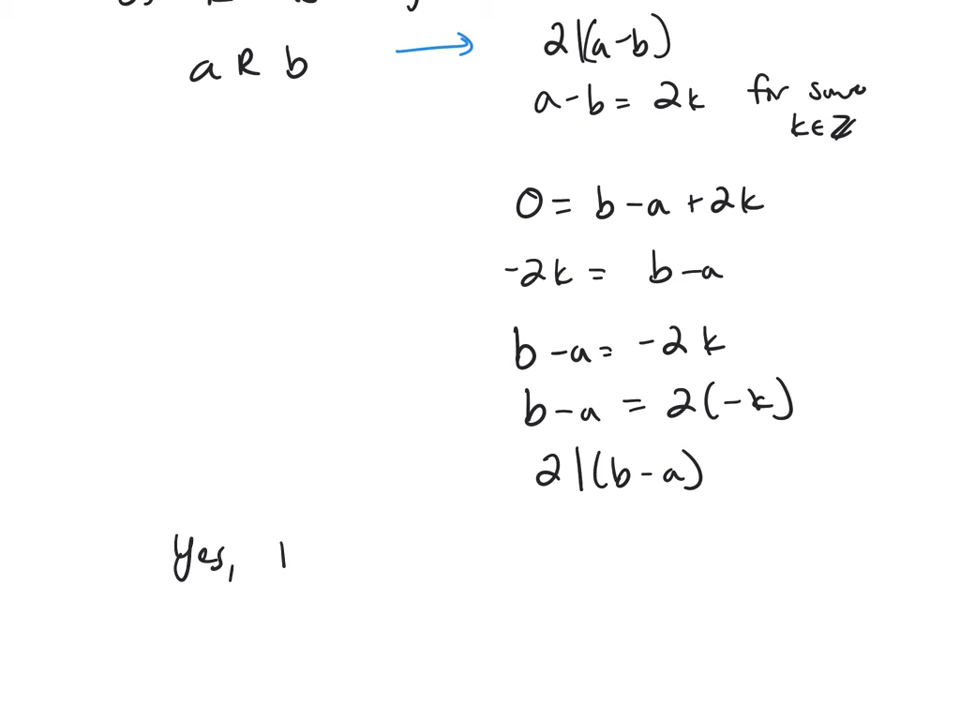 a R b → 2|(a-b)
a-b = 2k for some
k∈ℤ
0 = b-a+2k
-2k = b-a
b-a = -2k
b-a = 2(-k)
2|(b-a)
Yes,